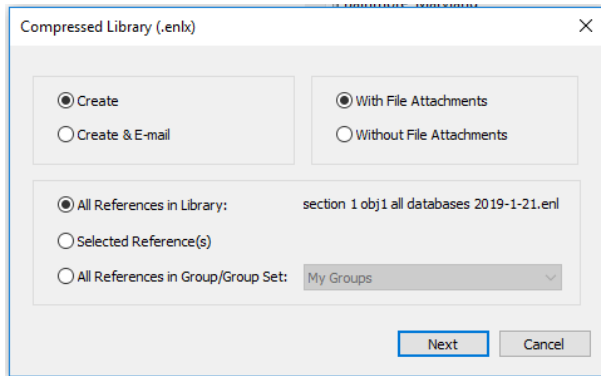 Compressed Library (.enlx)
Create
With File Attachments
Create & E-mail
Without File Attachments
All References in Library: section 1 obj1 all databases 2019-1-21.enl
Selected Reference(s)
All References in Group/Group Set: My Groups
Next Cancel